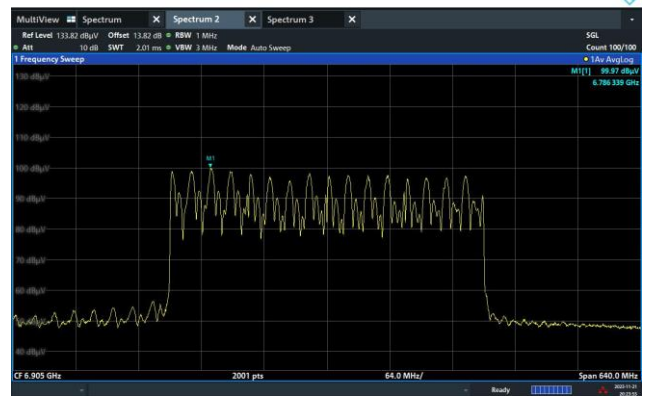 MultiView Spectrum X Spectrum 2 X Spectrum 3 X
Ref Level 133.82 dBµV Offset 13.82 dB RBW 1 MHz SGL
Att 10 dB SWT 2.01 ms VBW 3 MHz Mode Auto Sweep Count 100/100
1 Frequency Sweep 1Av AvgLog
M1[1] 99.97 dBµV
6.786 339 GHz
130 dBµV
120 dBµV
110 dBµV
M1
100 dBµV
90 dBµV
80 dBµV
70 dBµV
60 dBµV
40 dBµV
CF 6.905 GHz 2001 pts 64.0 MHz/ Span 640.0 MHz
Ready 2023-11-21